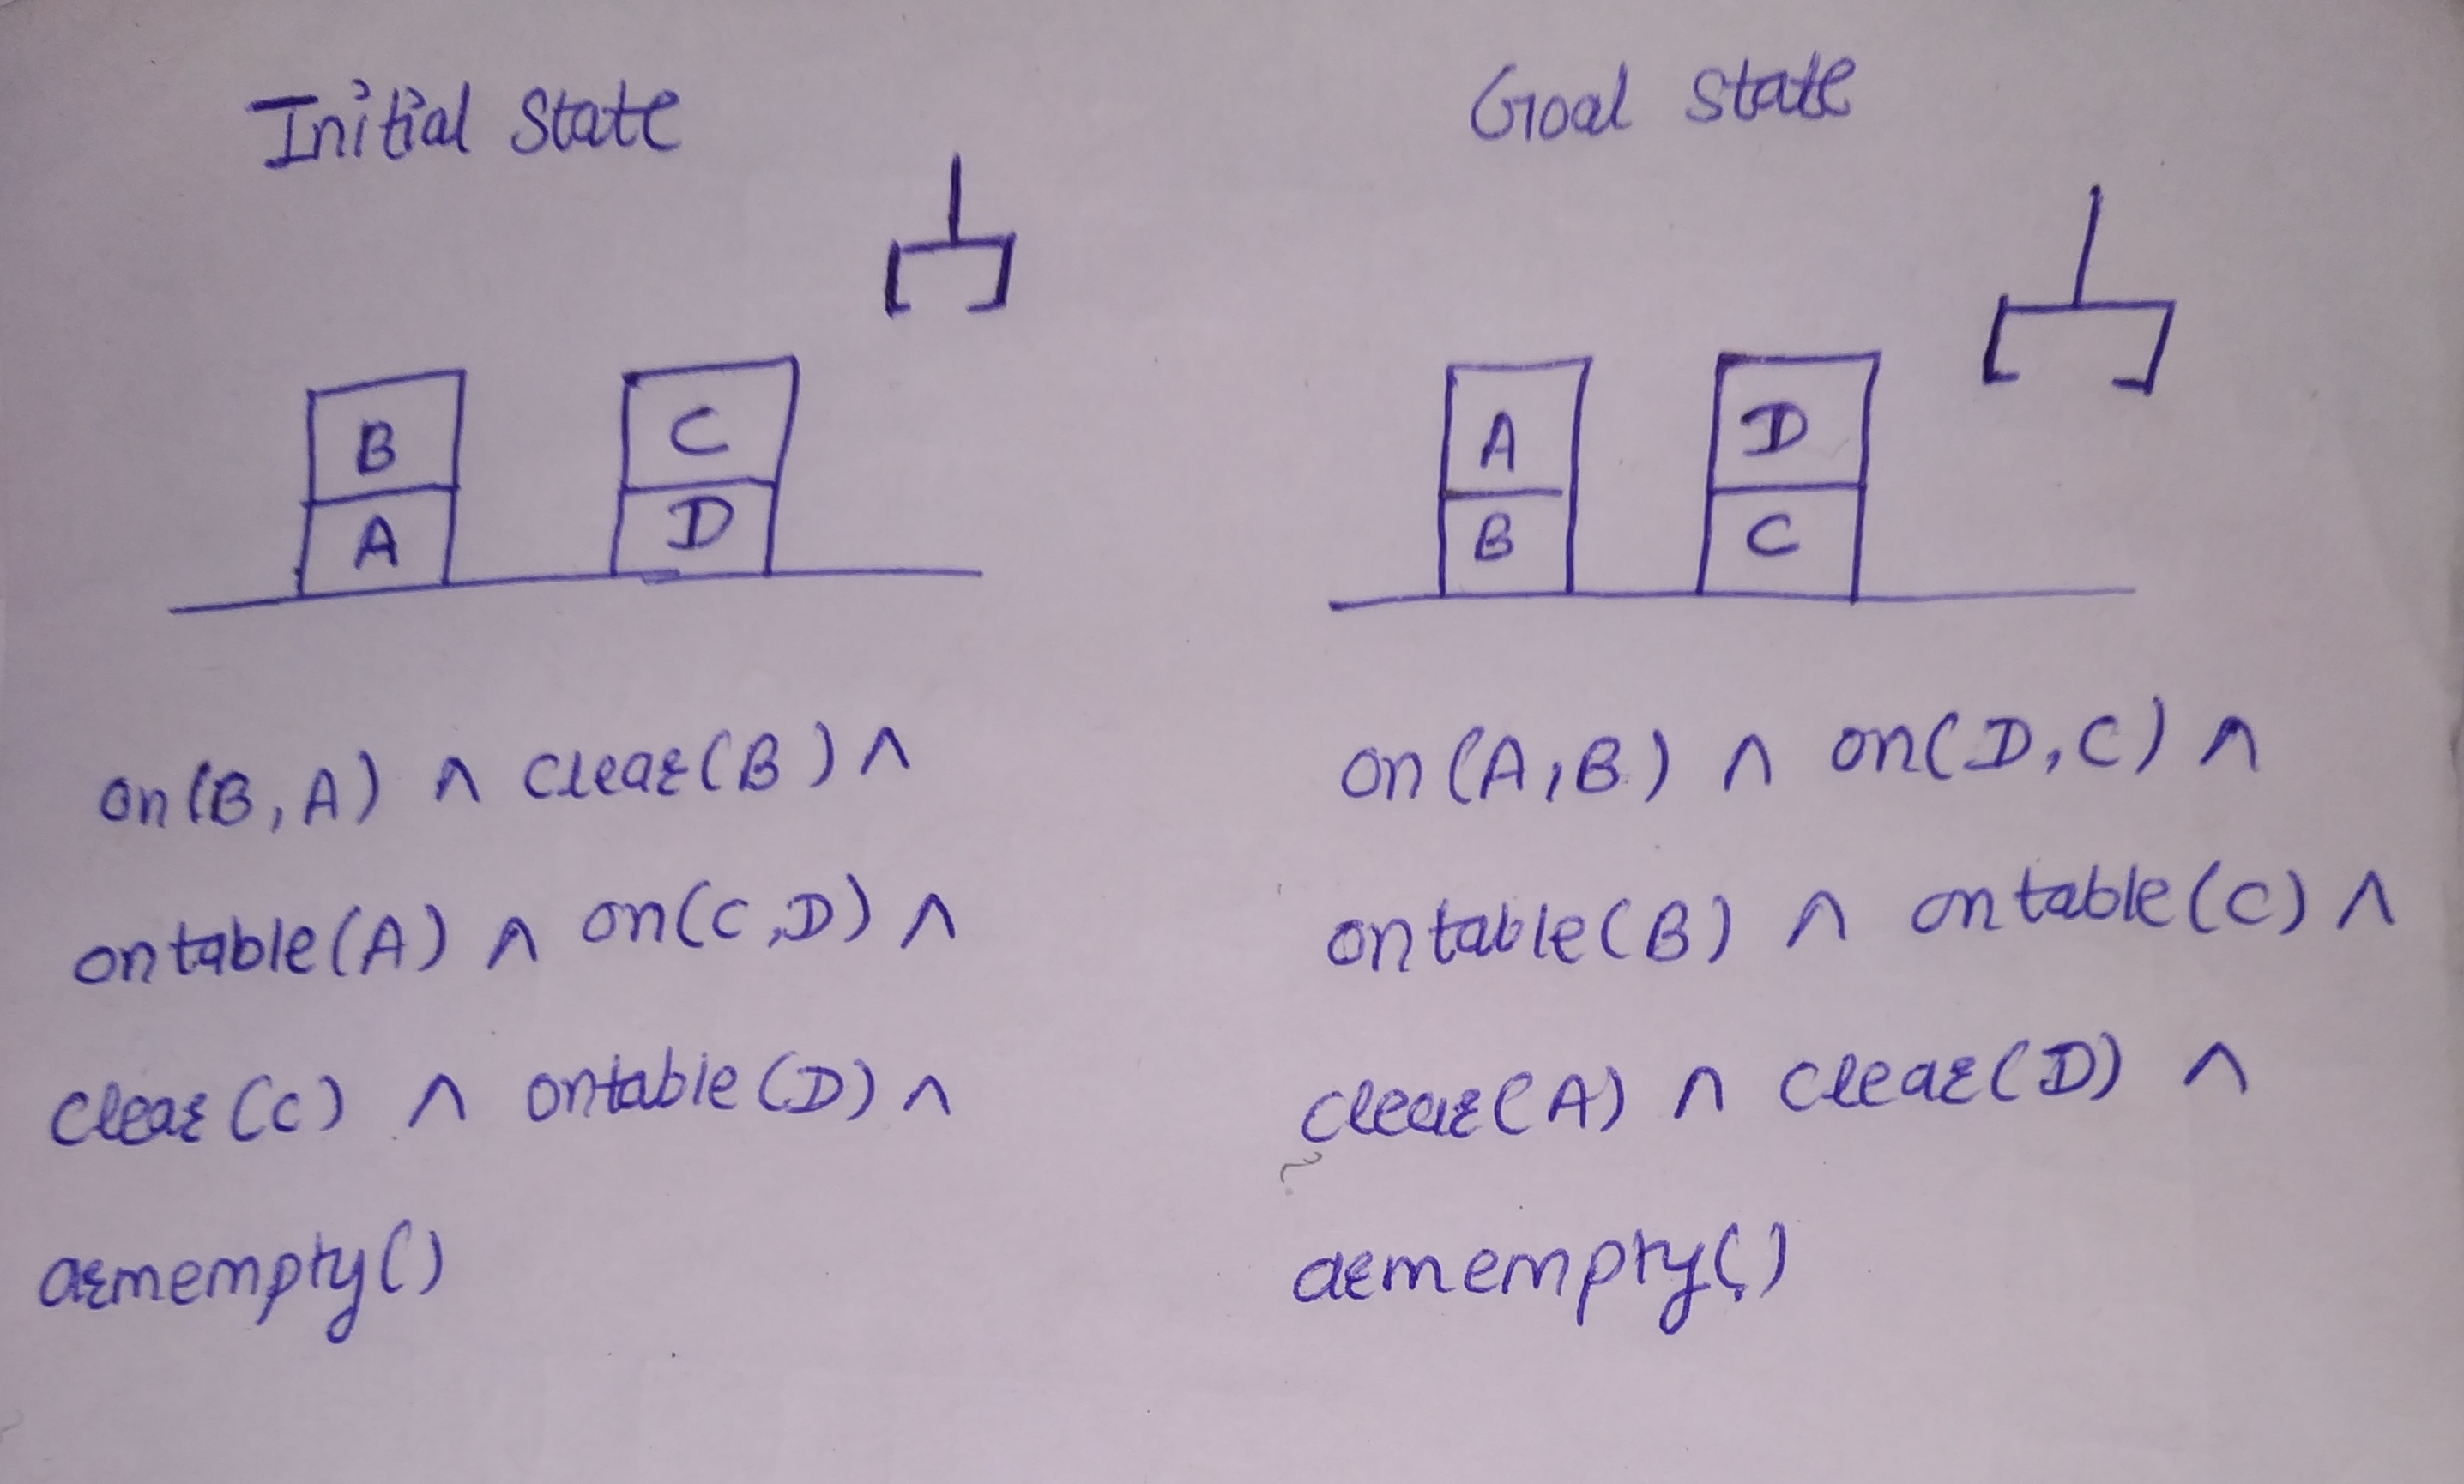 Initial State
B
A
C
D
on(B, A) ∧ clear(B) ∧
ontable(A) ∧ on(C,D) ∧
clear(C) ∧ ontable(D) ∧
armempty()
Goal State
A
B
D
C
on(A,B) ∧ on(D,C) ∧
ontable(B) ∧ ontable(C) ∧
clear(A) ∧ clear(D) ∧
armempty()